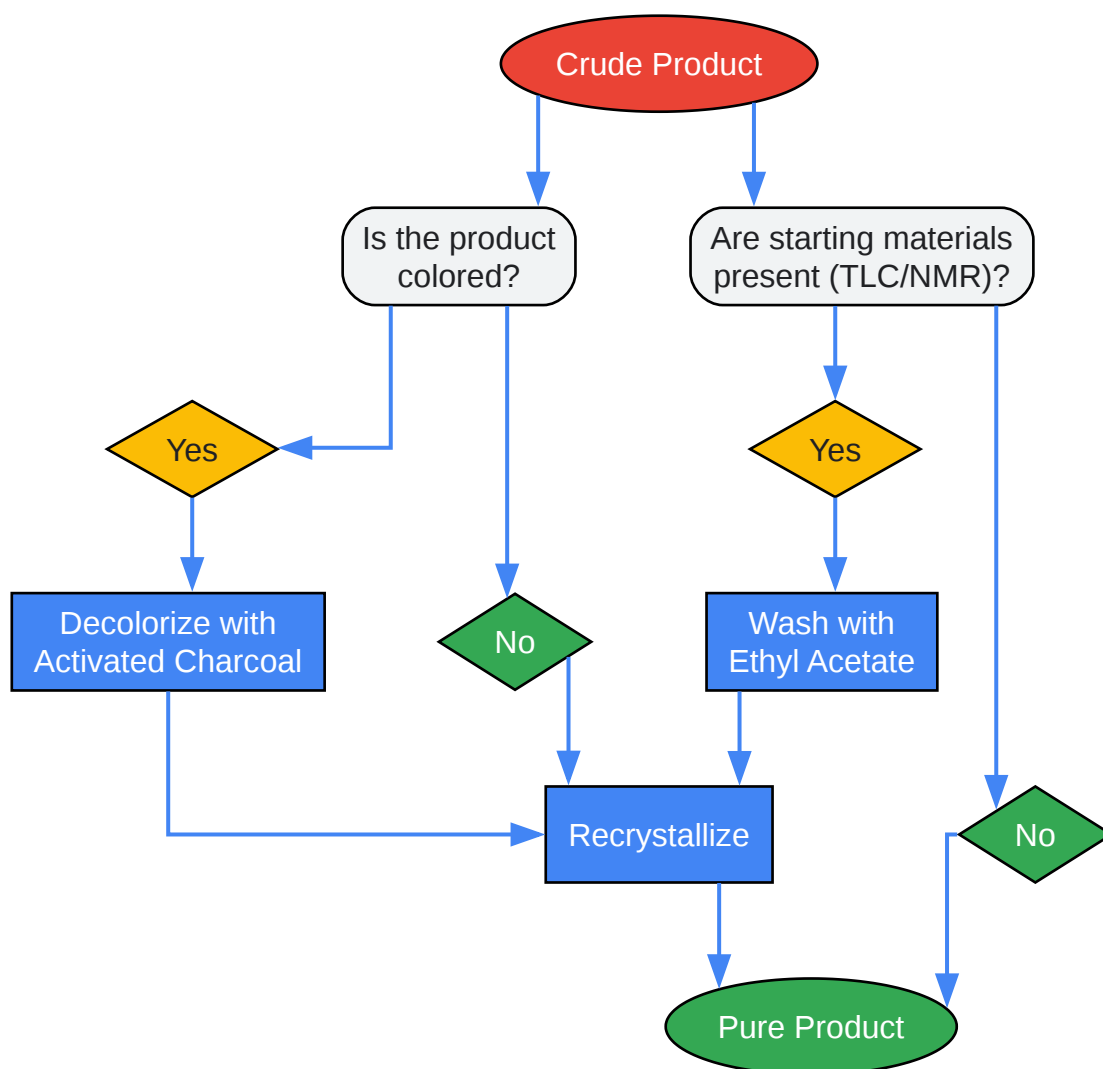 Crude Product
Is the product
colored?
Are starting materials
present (TLC/NMR)?
Yes
Yes
Decolorize with
Activated Charcoal
No
Wash with
Ethyl Acetate
Recrystallize
No
Pure Product